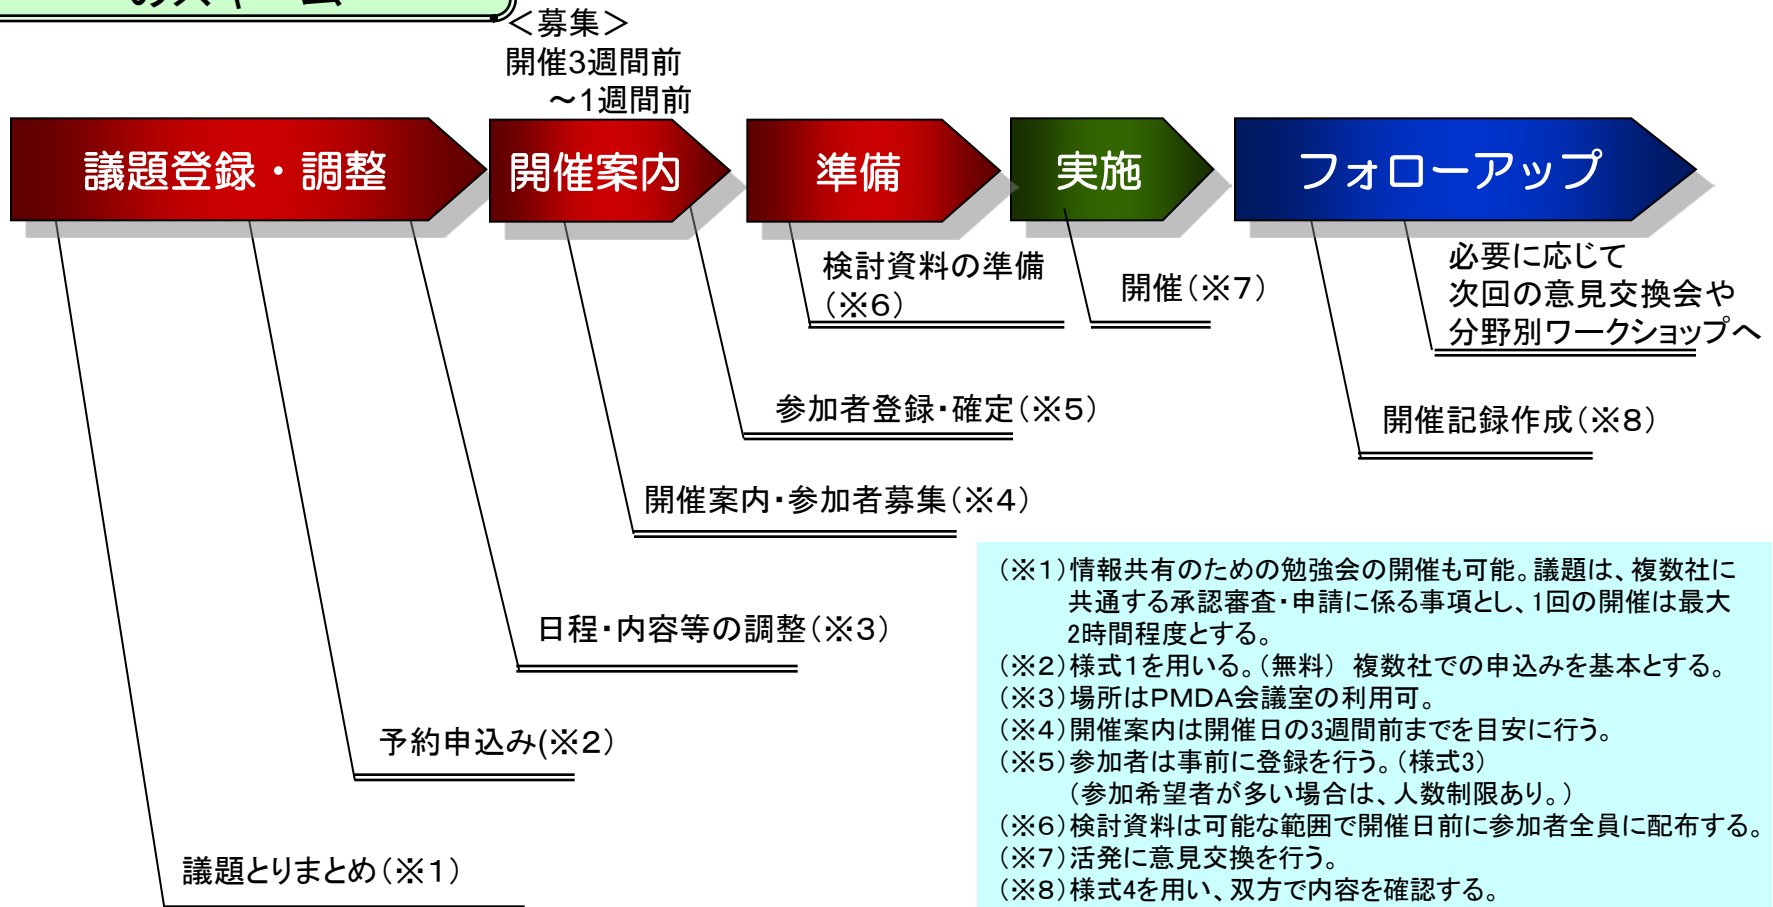 のスキーム
＜募集＞
開催3週間前
～1週間前
議題登録・調整
開催案内
準備
実施
フォローアップ
検討資料の準備
（※６）
開催（※７）
必要に応じて
次回の意見交換会や
分野別ワークショップへ
参加者登録・確定（※５）
開催記録作成（※８）
開催案内・参加者募集（※４）
日程・内容等の調整（※３）
予約申込み(※２）
議題とりまとめ（※１）
（※１）情報共有のための勉強会の開催も可能。議題は、複数社に
共通する承認審査・申請に係る事項とし、1回の開催は最大
2時間程度とする。
（※２）様式１を用いる。（無料） 複数社での申込みを基本とする。
（※３）場所はＰＭＤＡ会議室の利用可。
（※４）開催案内は開催日の3週間前までを目安に行う。
（※５）参加者は事前に登録を行う。（様式3）
（参加希望者が多い場合は、人数制限あり。）
（※６）検討資料は可能な範囲で開催日前に参加者全員に配布する。
（※７）活発に意見交換を行う。
（※８）様式4を用い、双方で内容を確認する。